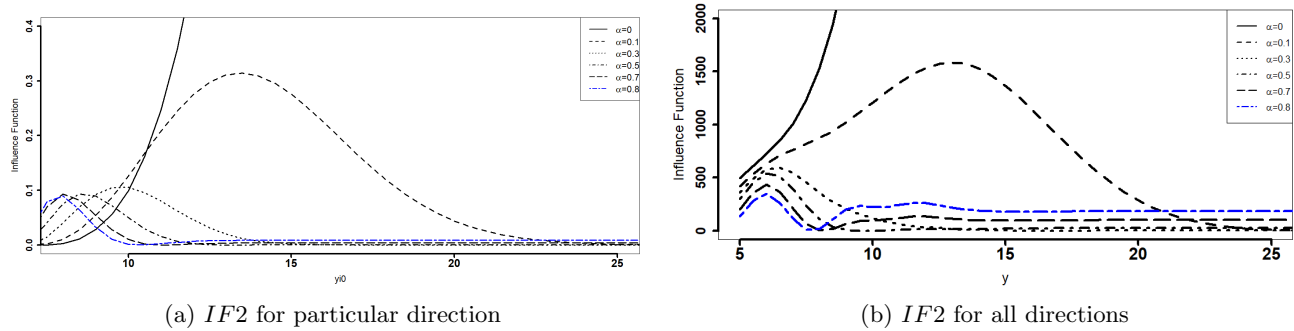 0.4
0.3
0.2
0.1
0.0
Influence Function
10
15
20
25
yi0
α=0
α=0.1
α=0.3
α=0.5
α=0.7
α=0.8
(a) IF2 for particular direction
2000
1500
1000
500
0
Influence Function
5
10
15
20
25
y
α=0
α=0.1
α=0.3
α=0.5
α=0.7
α=0.8
(b) IF2 for all directions